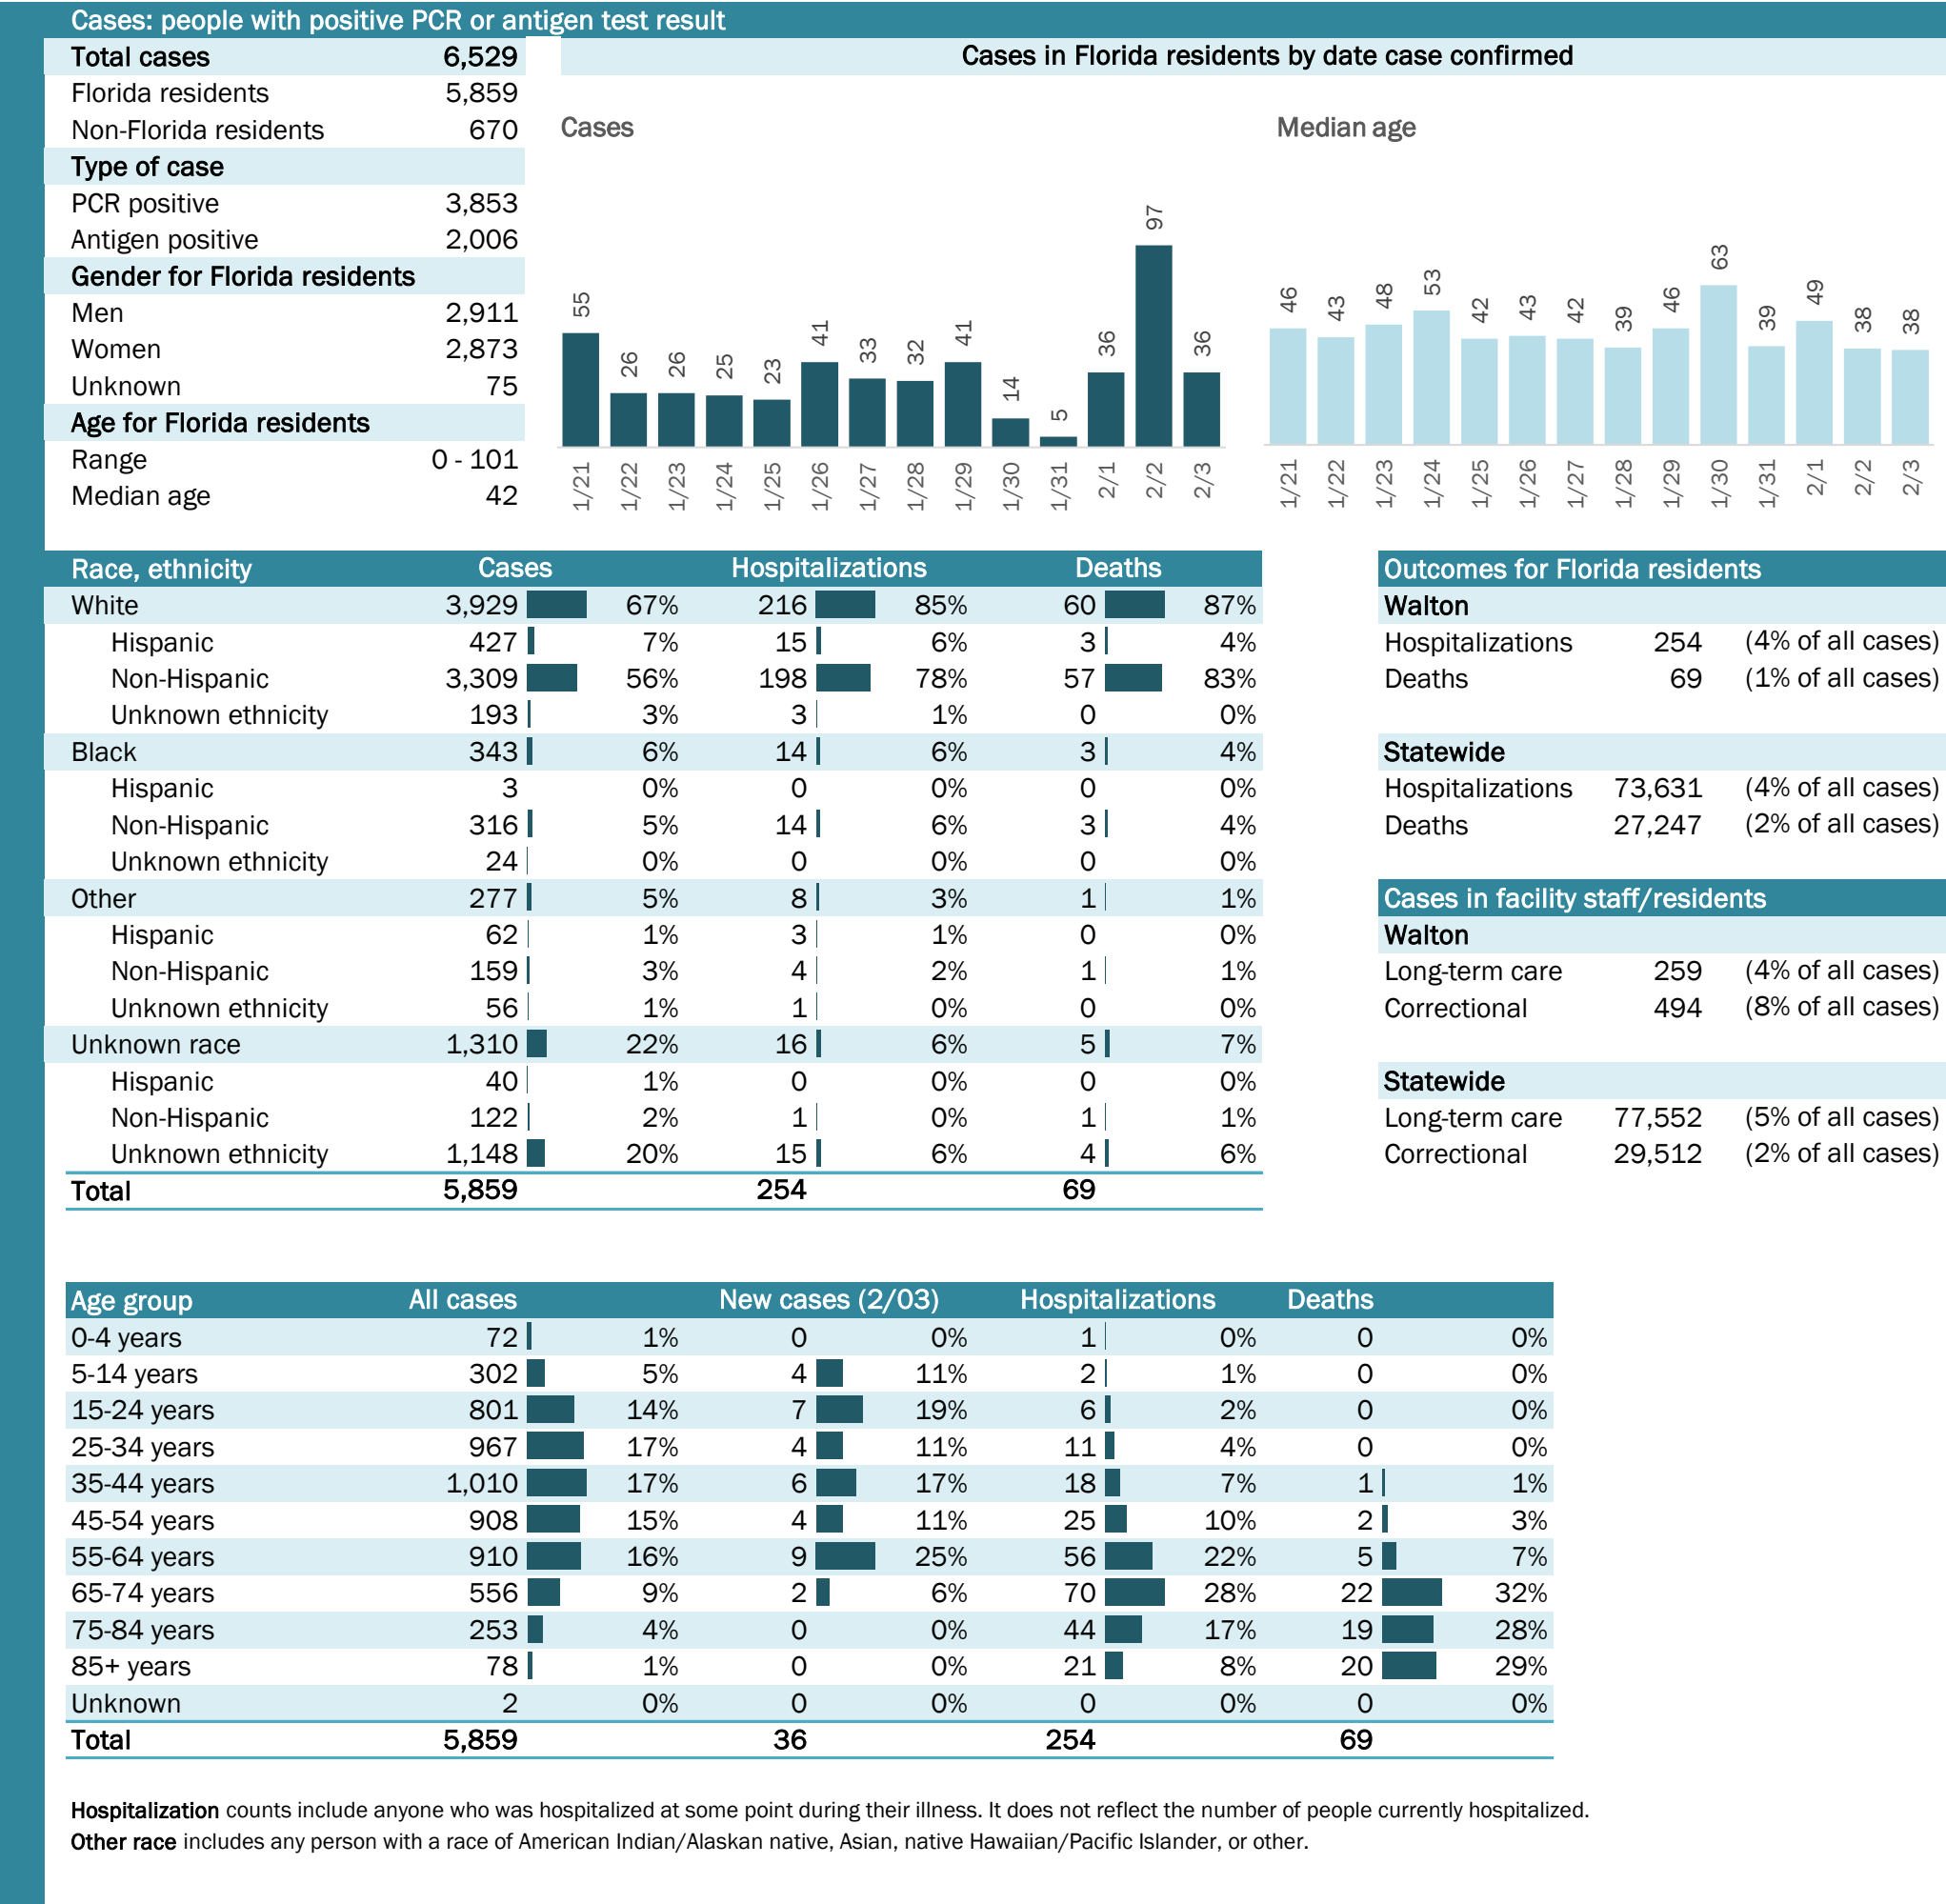 Cases: people with positive PCR or antigen test result
Total cases 6,529
Florida residents 5,859
Non-Florida residents 670
Type of case
PCR positive 3,853
Antigen positive 2,006
Gender for Florida residents
Men 2,911
Women 2,873
Unknown 75
Age for Florida residents
Range 0 - 101
Median age 42
Cases in Florida residents by date case confirmed
Cases
55 26 26 25 23 41 33 32 41 14 5 36 97 36
1/21 1/22 1/23 1/24 1/25 1/26 1/27 1/28 1/29 1/30 1/31 2/1 2/2 2/3
Median age
46 43 48 53 42 43 42 39 46 63 39 49 38 38
1/21 1/22 1/23 1/24 1/25 1/26 1/27 1/28 1/29 1/30 1/31 2/1 2/2 2/3
Race, ethnicity Cases Hospitalizations Deaths
White 3,929 67% 216 85% 60 87%
Hispanic 427 7% 15 6% 3 4%
Non-Hispanic 3,309 56% 198 78% 57 83%
Unknown ethnicity 193 3% 3 1% 0 0%
Black 343 6% 14 6% 3 4%
Hispanic 3 0% 0 0% 0 0%
Non-Hispanic 316 5% 14 6% 3 4%
Unknown ethnicity 24 0% 0 0% 0 0%
Other 277 5% 8 3% 1 1%
Hispanic 62 1% 3 1% 0 0%
Non-Hispanic 159 3% 4 2% 1 1%
Unknown ethnicity 56 1% 1 0% 0 0%
Unknown race 1,310 22% 16 6% 5 7%
Hispanic 40 1% 0 0% 0 0%
Non-Hispanic 122 2% 1 0% 1 1%
Unknown ethnicity 1,148 20% 15 6% 4 6%
Total 5,859 254 69
Outcomes for Florida residents
Walton
Hospitalizations 254 (4% of all cases)
Deaths 69 (1% of all cases)
Statewide
Hospitalizations 73,631 (4% of all cases)
Deaths 27,247 (2% of all cases)
Cases in facility staff/residents
Walton
Long-term care 259 (4% of all cases)
Correctional 494 (8% of all cases)
Statewide
Long-term care 77,552 (5% of all cases)
Correctional 29,512 (2% of all cases)
Age group All cases New cases (2/03) Hospitalizations Deaths
0-4 years 72 1% 0 0% 1 0% 0 0%
5-14 years 302 5% 4 11% 2 1% 0 0%
15-24 years 801 14% 7 19% 6 2% 0 0%
25-34 years 967 17% 4 11% 11 4% 0 0%
35-44 years 1,010 17% 6 17% 18 7% 1 1%
45-54 years 908 15% 4 11% 25 10% 2 3%
55-64 years 910 16% 9 25% 56 22% 5 7%
65-74 years 556 9% 2 6% 70 28% 22 32%
75-84 years 253 4% 0 0% 44 17% 19 28%
85+ years 78 1% 0 0% 21 8% 20 29%
Unknown 2 0% 0 0% 0 0% 0 0%
Total 5,859 36 254 69
Hospitalization counts include anyone who was hospitalized at some point during their illness. It does not reflect the number of people currently hospitalized.
Other race includes any person with a race of American Indian/Alaskan native, Asian, native Hawaiian/Pacific Islander, or other.